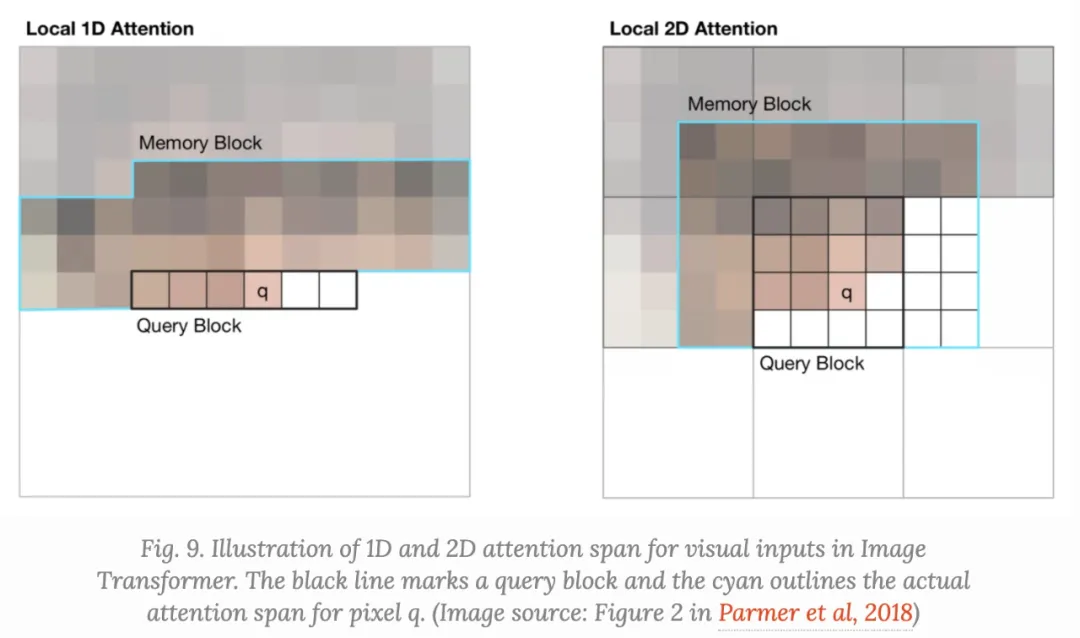 Local 1D Attention
Local 2D Attention
Memory Block
Memory Block
q
q
Query Block
Query Block
Fig. 9. Illustration of 1D and 2D attention span for visual inputs in Image
Transformer. The black line marks a query block and the cyan outlines the actual
attention span for pixel q. (Image source: Figure 2 in Parmer et al, 2018)